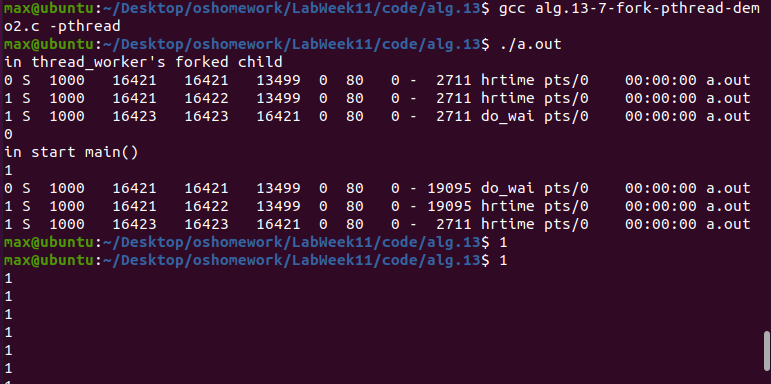 max@ubuntu:~/Desktop/oshomework/LabWeek11/code/alg.13$ gcc alg.13-7-fork-pthread-dem
o2.c -pthread
max@ubuntu:~/Desktop/oshomework/LabWeek11/code/alg.13$ ./a.out
in thread_worker's forked child
0 S  1000   16421   16421   13499  0  80   0 -  2711 hrtime pts/0    00:00:00 a.out
1 S  1000   16421   16422   13499  0  80   0 -  2711 hrtime pts/0    00:00:00 a.out
1 S  1000   16423   16423   16421  0  80   0 -  2711 do_wai pts/0    00:00:00 a.out
0
in start main()
1
0 S  1000   16421   16421   13499  0  80   0 - 19095 do_wai pts/0    00:00:00 a.out
1 S  1000   16421   16422   13499  0  80   0 - 19095 hrtime pts/0    00:00:00 a.out
1 S  1000   16423   16423   16421  0  80   0 -  2711 hrtime pts/0    00:00:00 a.out
max@ubuntu:~/Desktop/oshomework/LabWeek11/code/alg.13$ 1
max@ubuntu:~/Desktop/oshomework/LabWeek11/code/alg.13$ 1
1
1
1
1
1
1
1